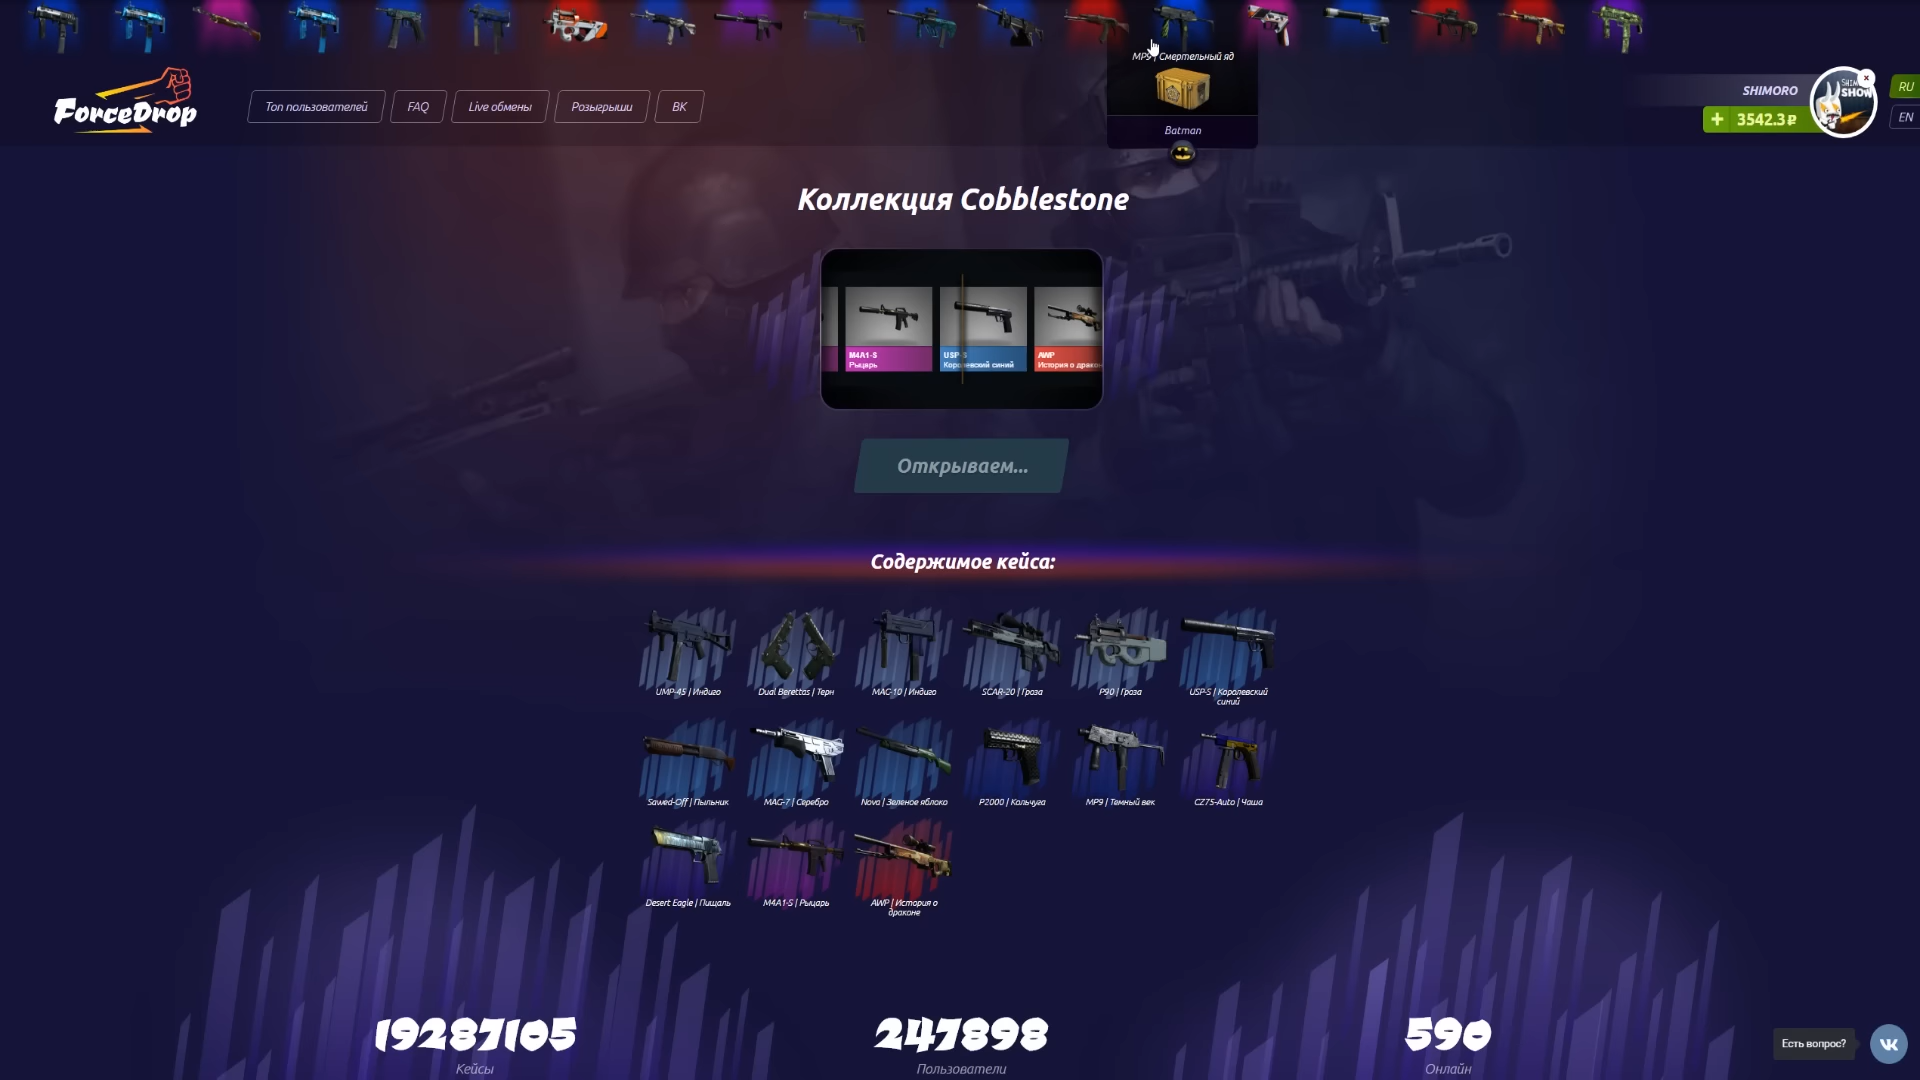 MP9 | Смертельный яд
Batman
ForceDrop
Топ пользователей
FAQ
Live обмены
Розыгрыши
ВК
SHIMORO
+ 3542.3₽
SHOW
×
RU
EN
Коллекция Cobblestone
M4A1-S
Рыцарь
USP-S
Королевский синий
AWP
История о дракон
Открываем...
Содержимое кейса:
UMP-45 | Индиго
Dual Berettas | Терн
MAC-10 | Индиго
SCAR-20 | Гроза
P90 | Гроза
USP-S | Королевский
синий
Sawed-Off | Пыльник
MAG-7 | Серебро
Nova | Зеленое яблоко
P2000 | Кольчуга
MP9 | Темный век
CZ75-Auto | Чаша
Desert Eagle | Пищаль
M4A1-S | Рыцарь
AWP | История о
драконе
19287105
Кейсы
247898
Пользователи
590
Онлайн
Есть вопрос?